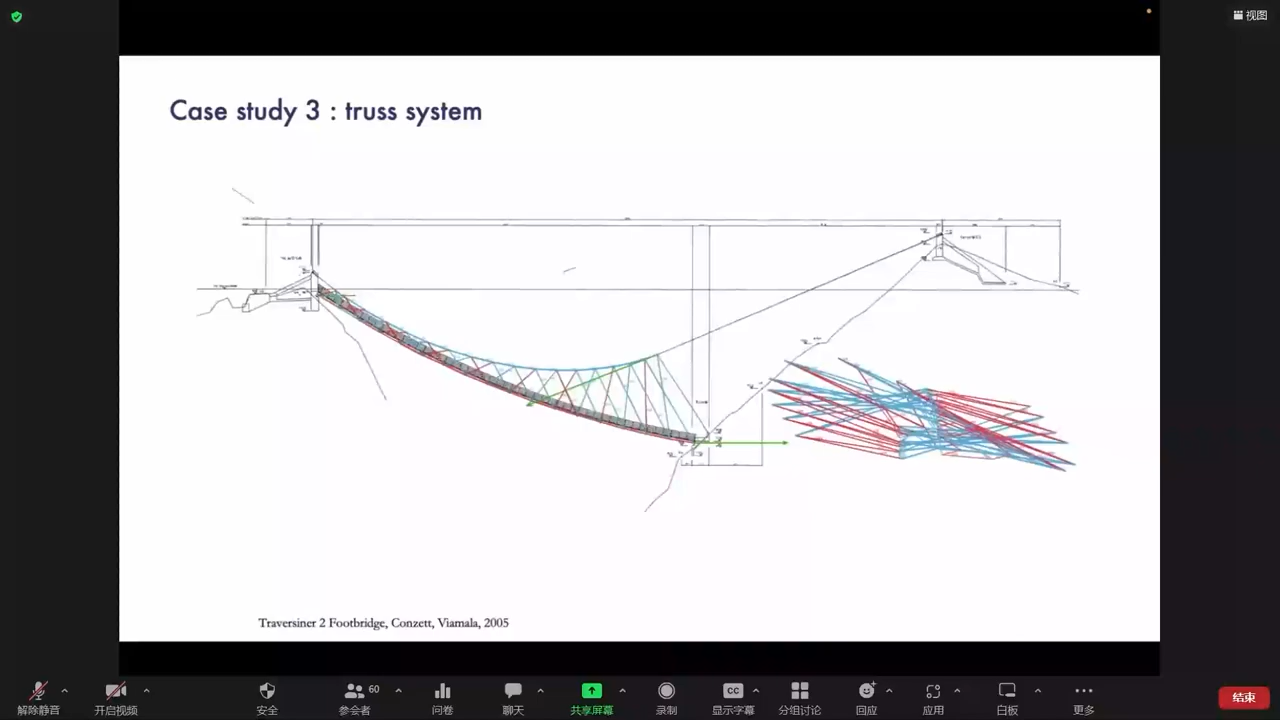 视图
Case study 3 : truss system
Traversiner 2 Footbridge, Conzett, Viamala, 2005
60
CC
解除静音
开启视频
安全
参会者
问卷
聊天
共享屏幕
录制
显示字幕
分组讨论
回应
应用
白板
更多
结束